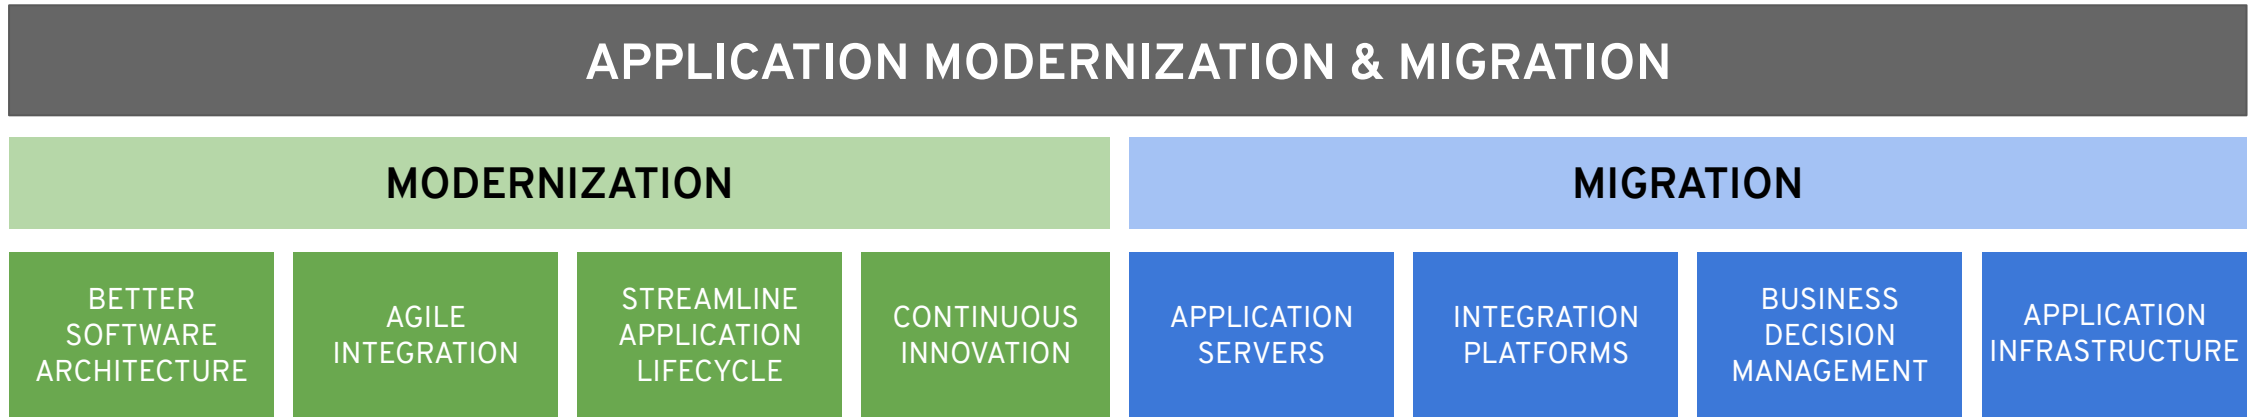 APPLICATION MODERNIZATION & MIGRATION
MODERNIZATION
MIGRATION
BETTER
SOFTWARE
ARCHITECTURE
AGILE
INTEGRATION
STREAMLINE
APPLICATION
LIFECYCLE
CONTINUOUS
INNOVATION
APPLICATION
SERVERS
INTEGRATION
PLATFORMS
BUSINESS
DECISION
MANAGEMENT
APPLICATION
INFRASTRUCTURE